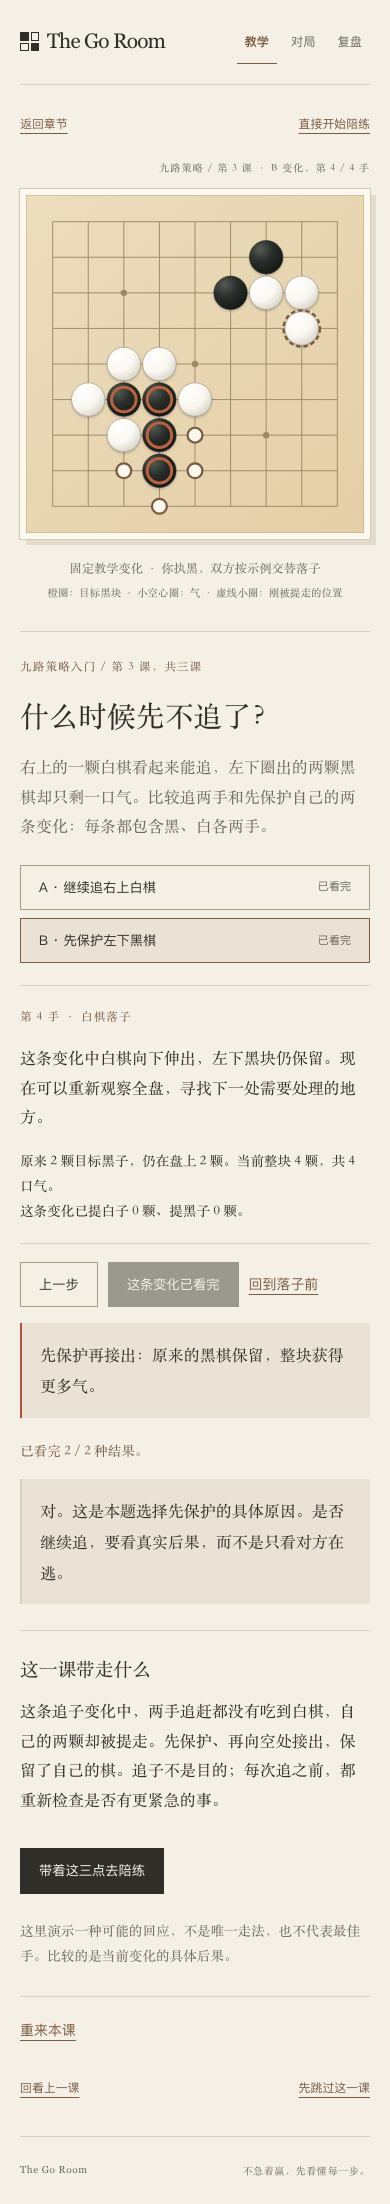 The Go Room
教学 对局 复盘
返回章节 直接开始陪练
九路策略 / 第 3 课 · B 变化，第 4 / 4 手
固定教学变化 · 你执黑，双方按示例交替落子
橙圈：目标黑块 · 小空心圈：气 · 虚线小圈：刚被提走的位置
九路策略入门 / 第 3 课，共三课
什么时候先不追了？
右上的一颗白棋看起来能追，左下圈出的两颗黑
棋却只剩一口气。比较追两手和先保护自己的两
条变化：每条都包含黑、白各两手。
A · 继续追右上白棋 已看完
B · 先保护左下黑棋 已看完
第 4 手 · 白棋落子
这条变化中白棋向下伸出，左下黑块仍保留。现
在可以重新观察全盘，寻找下一处需要处理的地
方。
原来 2 颗目标黑子，仍在盘上 2 颗。当前整块 4 颗，共 4
口气。
这条变化已提白子 0 颗、提黑子 0 颗。
上一步 这条变化已看完 回到落子前
先保护再接出：原来的黑棋保留，整块获得
更多气。
已看完 2 / 2 种结果。
对。这是本题选择先保护的具体原因。是否
继续追，要看真实后果，而不是只看对方在
逃。
这一课带走什么
这条追子变化中，两手追赶都没有吃到白棋，自
己的两颗却被提走。先保护、再向空处接出，保
留了自己的棋。追子不是目的；每次追之前，都
重新检查是否有更紧急的事。
带着这三点去陪练
这里演示一种可能的回应，不是唯一走法，也不代表最佳
手。比较的是当前变化的具体后果。
重来本课
回看上一课 先跳过这一课
The Go Room 不急着赢，先看懂每一步。